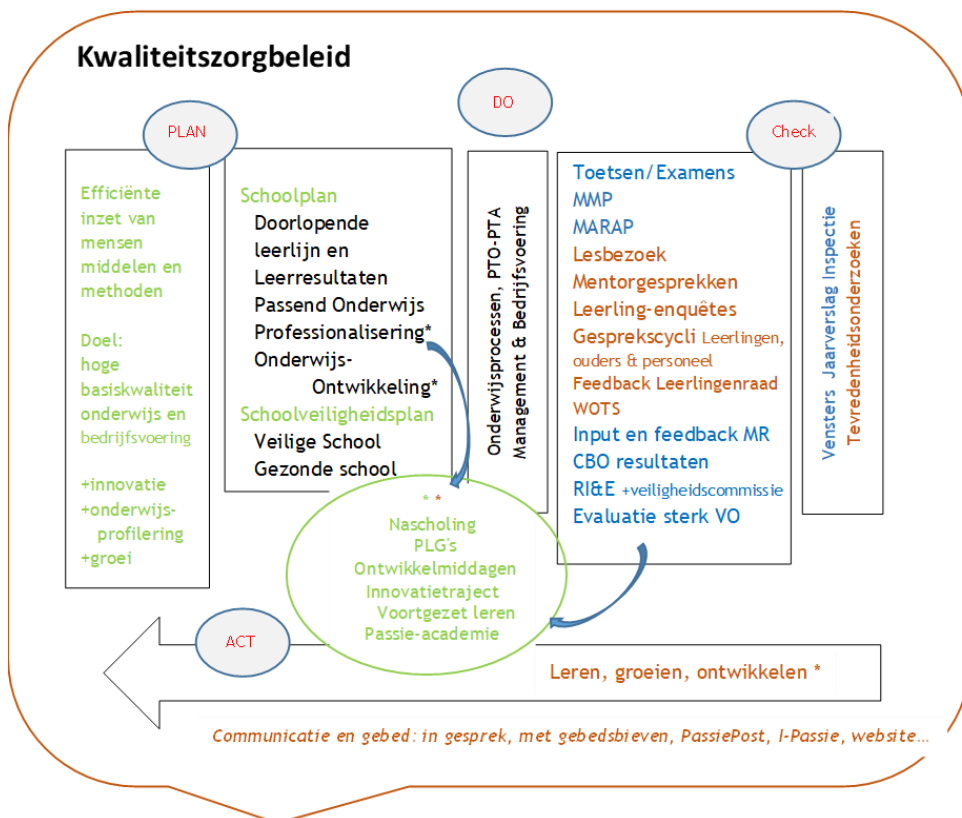 Kwaliteitszorgbeleid
PLAN
DO
Check
Efficiënte
inzet van
mensen
middelen en
methoden
Doel:
hoge
basiskwaliteit
onderwijs en
bedrijfsvoering
+innovatie
+onderwijs-
profilering
+groei
Schoolplan
Doorlopende
leerlijn en
Leerresultaten
Passend Onderwijs
Professionalisering*
Onderwijs-
Ontwikkeling*
Schoolveiligheidsplan
Veilige School
Gezonde school
Onderwijsprocessen, PTO-PTA
Management & Bedrijfsvoering
Toetsen/Examens
MMP
MARAP
Lesbezoek
Mentorgesprekken
Leerling-enquêtes
Gesprekscycli Leerlingen,
ouders & personeel
Feedback Leerlingenraad
WOTS
Input en feedback MR
CBO resultaten
RI&E +veiligheidscommissie
Evaluatie sterk VO
Vensters Jaarverslag Inspectie
Tevredenheidsonderzoeken
* *
Nascholing
PLG's
Ontwikkelmiddagen
Innovatietraject
Voortgezet leren
Passie-academie
ACT
Leren, groeien, ontwikkelen *
Communicatie en gebed: in gesprek, met gebedsbieven, PassiePost, I-Passie, website…